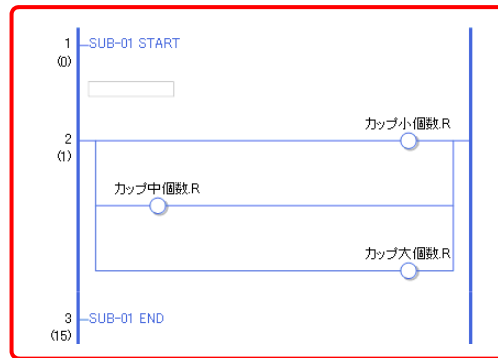 1 SUB-01 START
(0)
カップ小個数.R
2
(1)
カップ中個数.R
カップ大個数.R
3 SUB-01 END
(15)